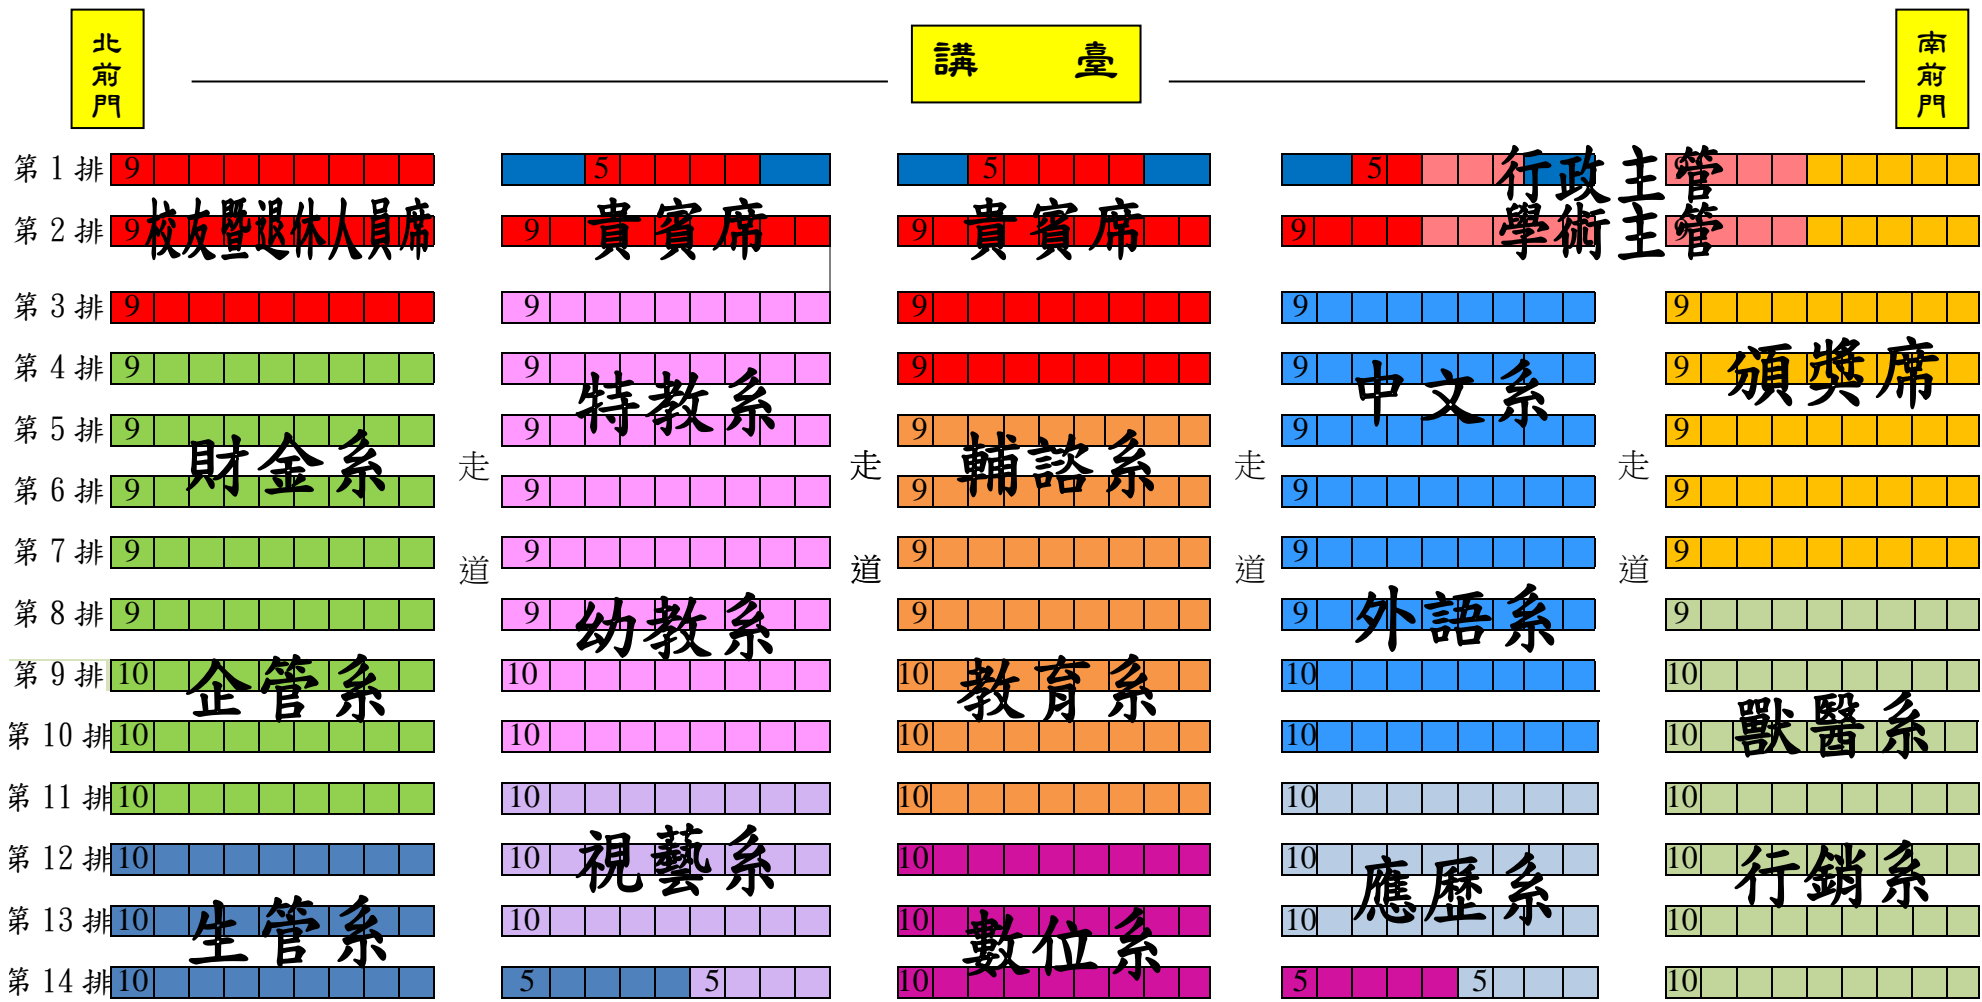 北前門
講 臺
南前門
第 1 排 9 5 5 5 9
行政主管
第 2 排 9 9 9 9 9
校友暨退休人員席 貴賓席 貴賓席 學術主管
第 3 排 9 9 9 9 9
第 4 排 9 9 9 9 9
特教系 中文系 頒獎席
第 5 排 9 9 9 9 9
財金系 輔諮系
走道 走道 走道 走道
第 6 排 9 9 9 9 9
第 7 排 9 9 9 9 9
第 8 排 9 9 9 9 9
幼教系 外語系
第 9 排 10 10 10 10 10
企管系 教育系
第 10 排 10 10 10 10 10
獸醫系
第 11 排 10 10 10 10 10
第 12 排 10 10 10 10 10
視藝系 應歷系 行銷系
第 13 排 10 10 10 10 10
生管系 數位系
第 14 排 10 5 5 10 5 5 10